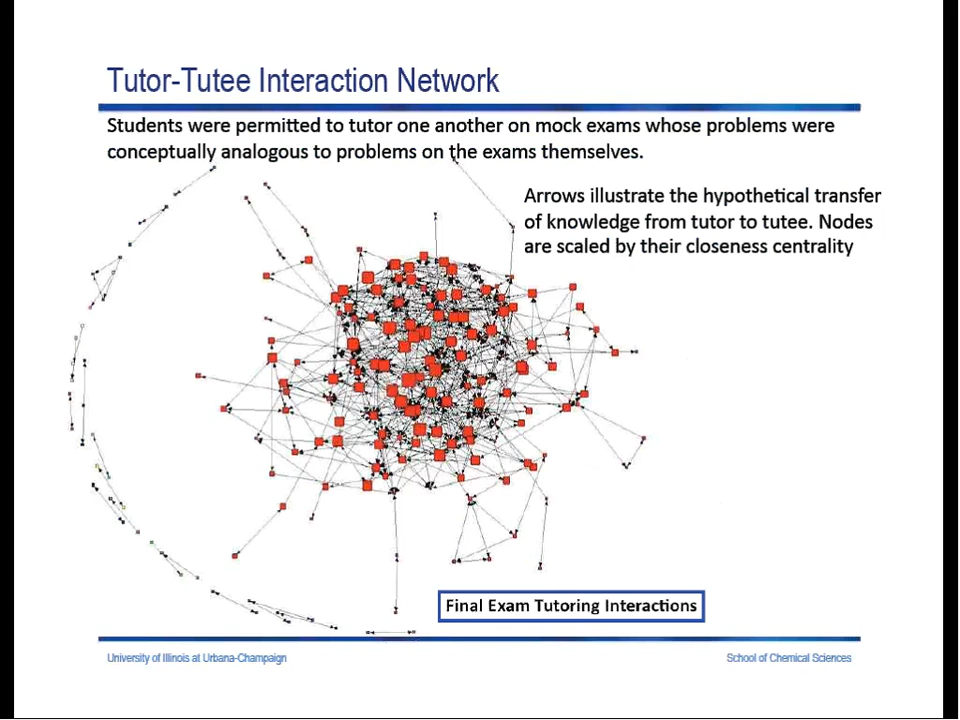 Tutor-Tutee Interaction Network
Students were permitted to tutor one another on mock exams whose problems were
conceptually analogous to problems on the exams themselves.
Arrows illustrate the hypothetical transfer
of knowledge from tutor to tutee. Nodes
are scaled by their closeness centrality
Final Exam Tutoring Interactions
University of Illinois at Urbana-Champaign
School of Chemical Sciences